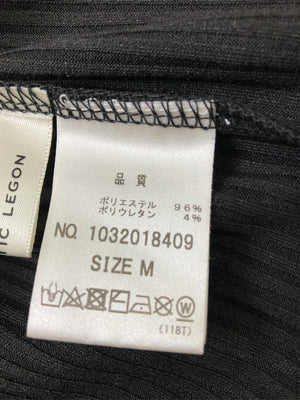 IC LEGON
品質
ポリエステル 96%
ポリウレタン 4%
NO 1032018409
SIZE M
W
(118T)